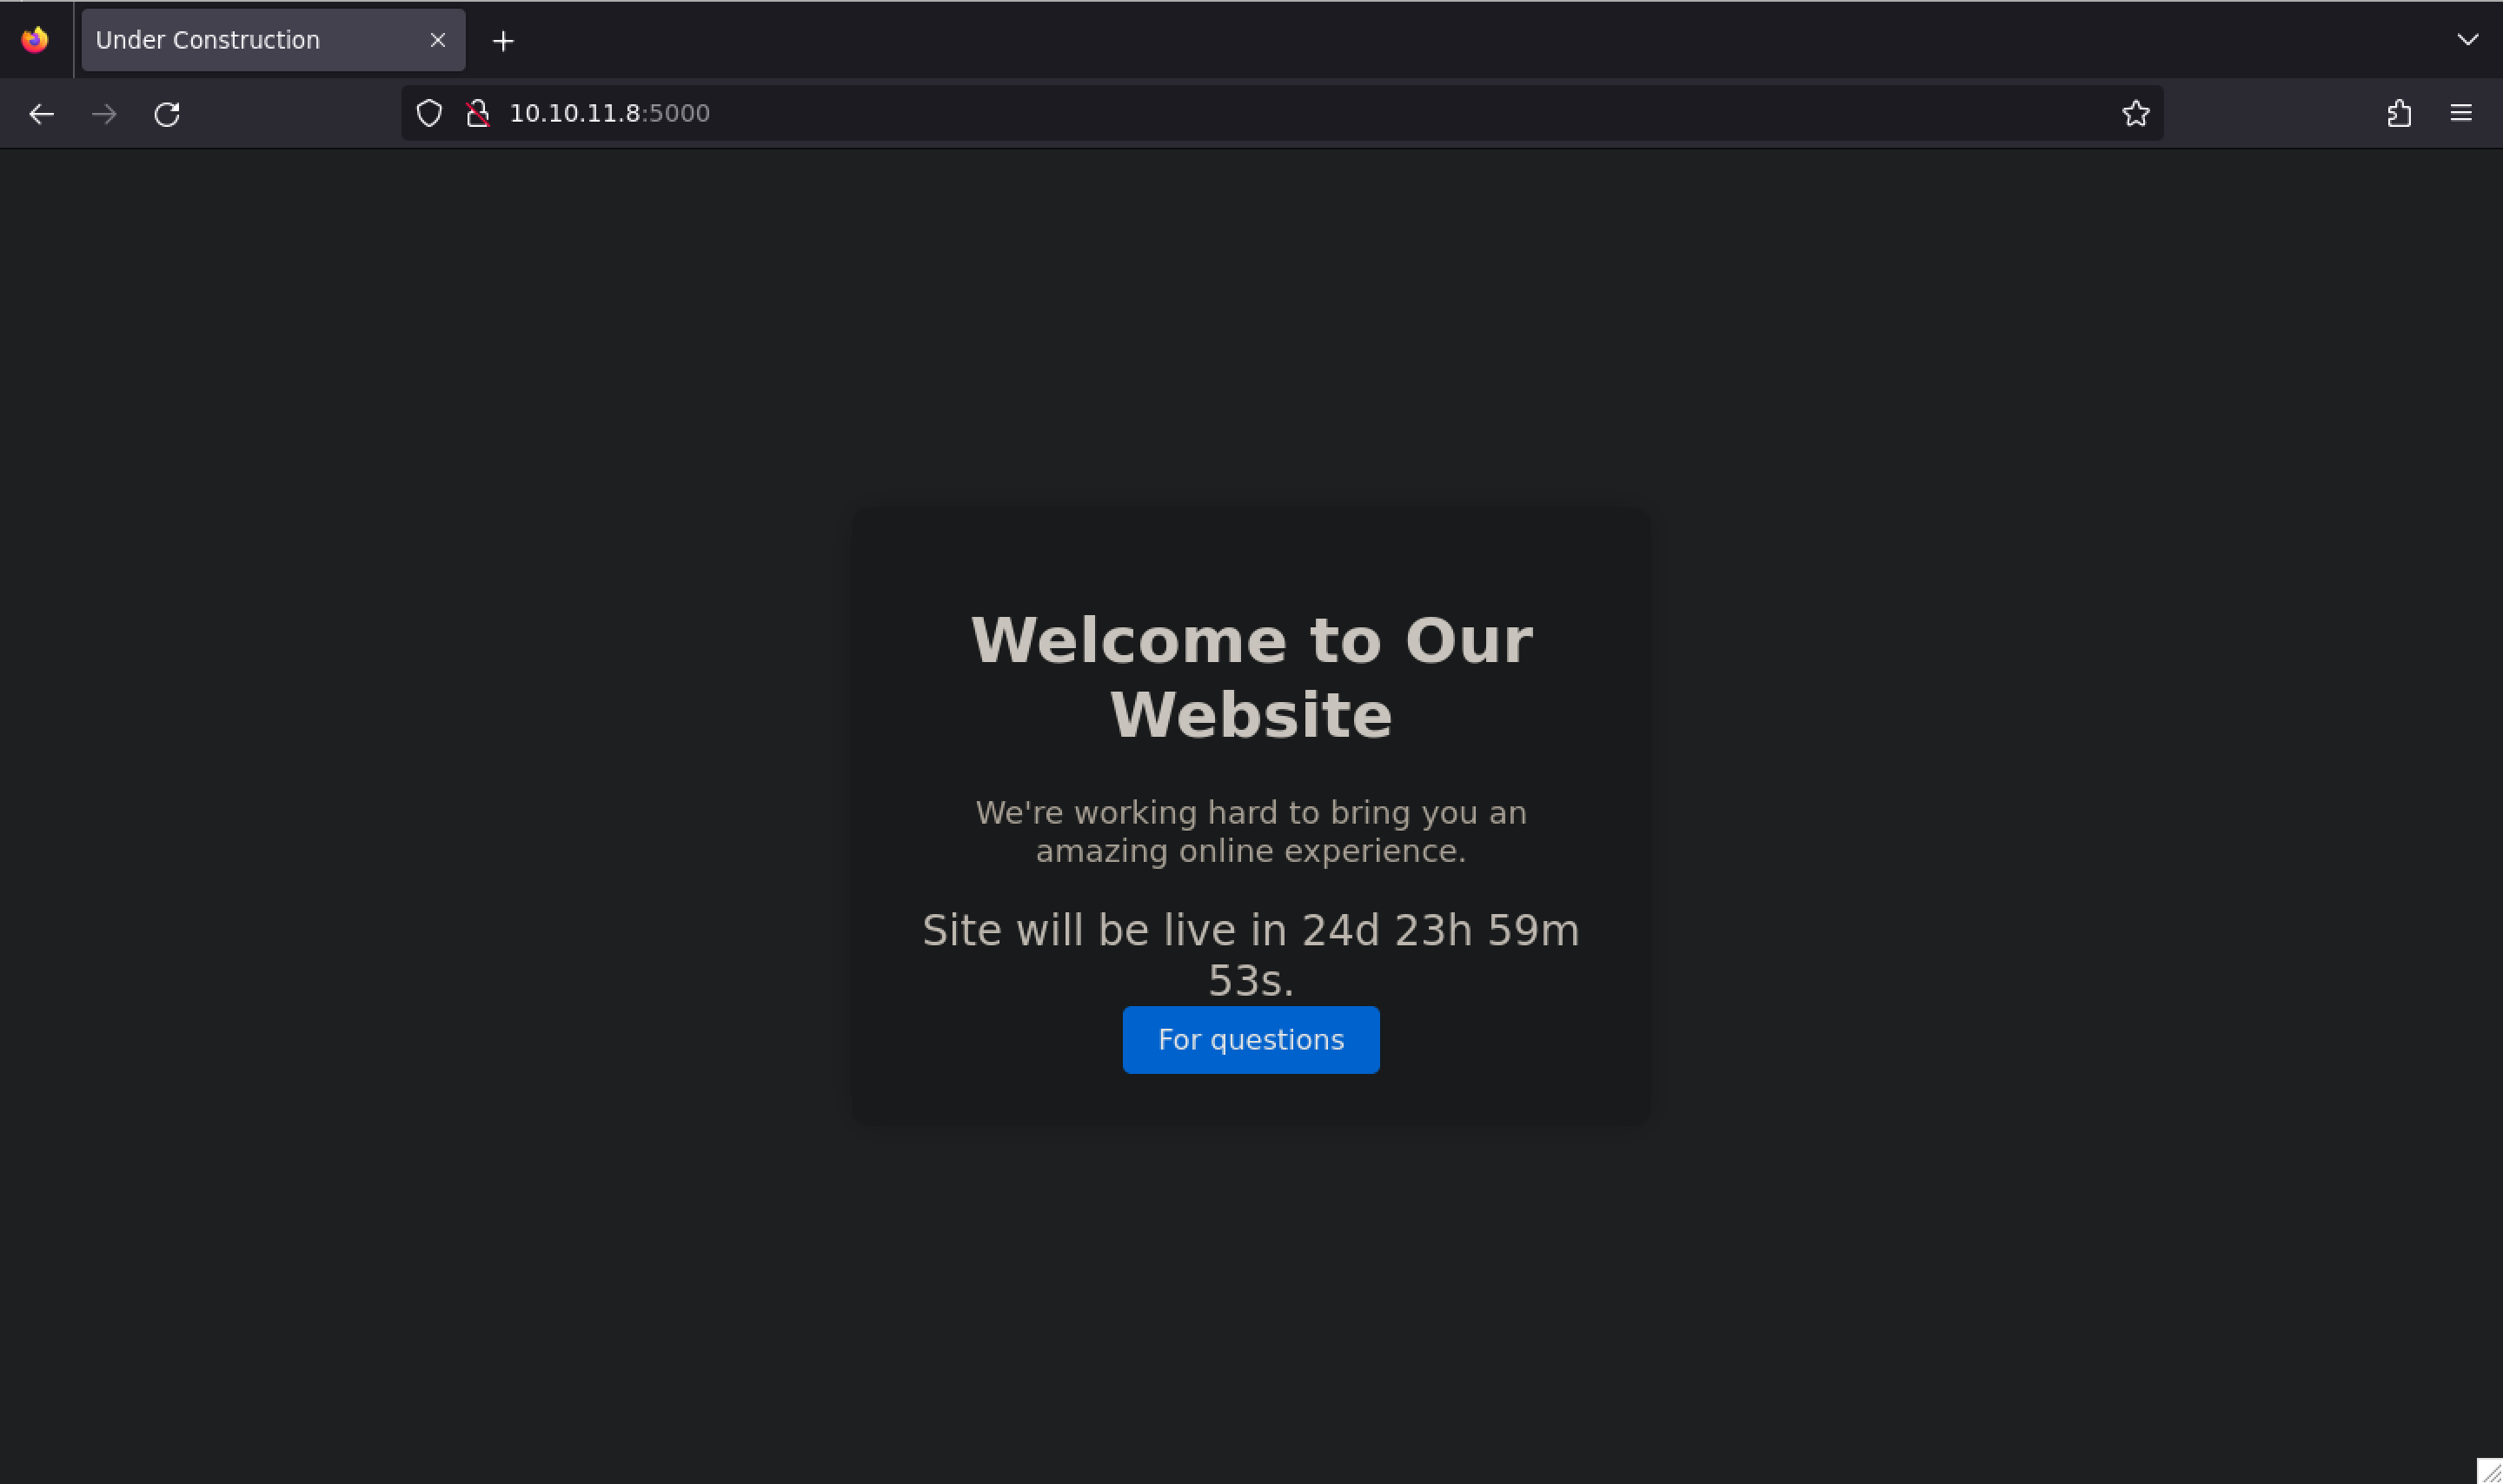 Under Construction
10.10.11.8:5000
Welcome to Our
Website
We're working hard to bring you an
amazing online experience.
Site will be live in 24d 23h 59m
53s.
For questions